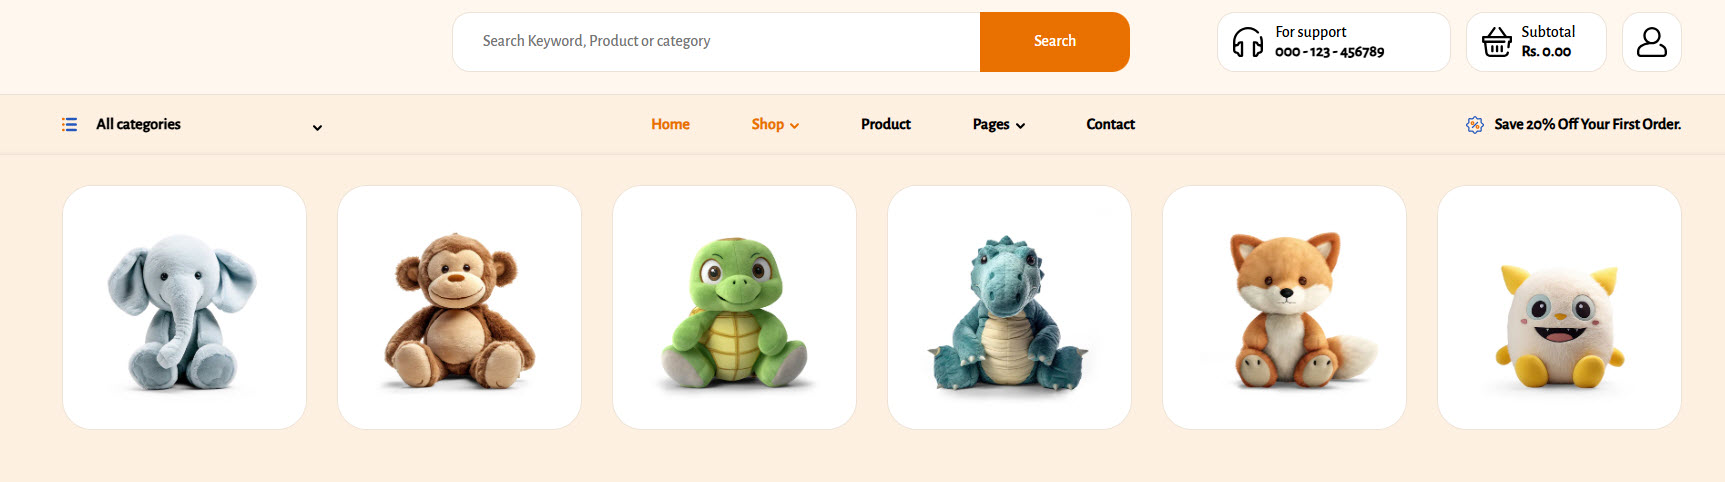 Search Keyword, Product or category
Search
For support
000 - 123 - 456789
Subtotal
Rs. 0.00
All categories
Home
Shop
Product
Pages
Contact
Save 20% Off Your First Order.